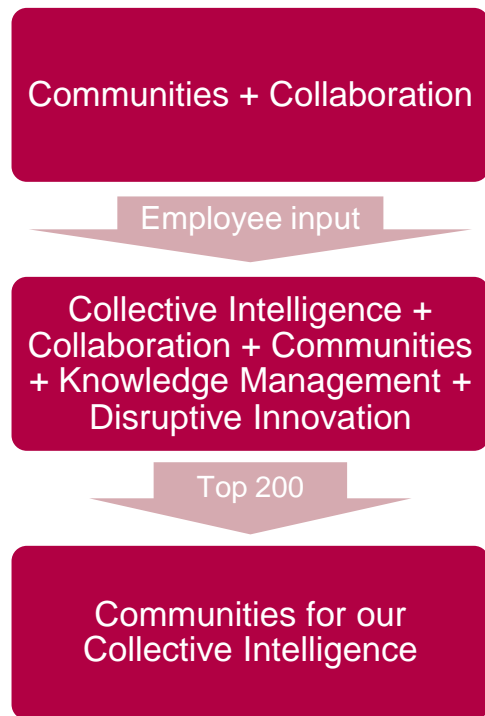 Communities + Collaboration
Employee input
Collective Intelligence +
Collaboration + Communities
+ Knowledge Management +
Disruptive Innovation
Top 200
Communities for our
Collective Intelligence